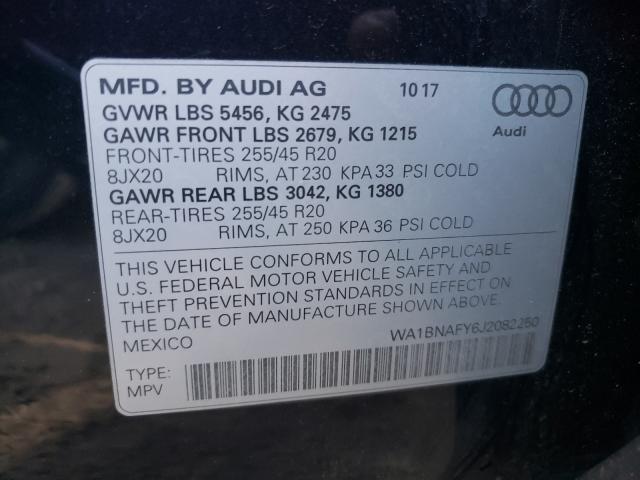 MFD. BY AUDI AG 10 17
GVWR LBS 5456, KG 2475
GAWR FRONT LBS 2679, KG 1215
FRONT-TIRES 255/45 R20
8JX20 RIMS, AT 230 KPA 33 PSI COLD
GAWR REAR LBS 3042, KG 1380
REAR-TIRES 255/45 R20
8JX20 RIMS, AT 250 KPA 36 PSI COLD
Audi
THIS VEHICLE CONFORMS TO ALL APPLICABLE
U.S. FEDERAL MOTOR VEHICLE SAFETY AND
THEFT PREVENTION STANDARDS IN EFFECT ON
THE DATE OF MANUFACTURE SHOWN ABOVE.
MEXICO WA1BNAFY6J2082250
TYPE:
MPV